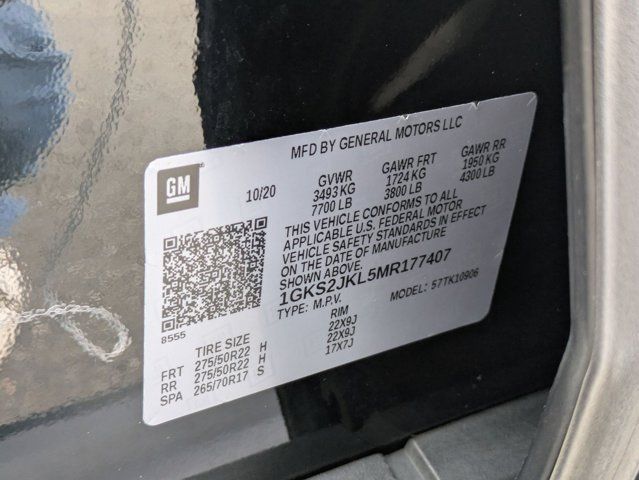 MFD BY GENERAL MOTORS LLC
GM
10/20
GVWR
3493 KG
7700 LB
GAWR FRT
1724 KG
3800 LB
GAWR RR
1950 KG
4300 LB
THIS VEHICLE CONFORMS TO ALL
APPLICABLE U.S. FEDERAL MOTOR
VEHICLE SAFETY STANDARDS IN EFFECT
ON THE DATE OF MANUFACTURE
SHOWN ABOVE.
1GKS2JKL5MR177407
TYPE: M.P.V. MODEL: 57TK10906
8555
TIRE SIZE RIM
FRT 275/50R22 H 22X9J
RR 275/50R22 H 22X9J
SPA 265/70R17 S 17X7J